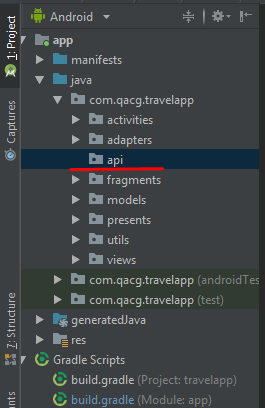 1: Project
Captures
7: Structure
Android
app
manifests
java
com.qacg.travelapp
activities
adapters
api
fragments
models
presents
utils
views
com.qacg.travelapp (androidTes
com.qacg.travelapp (test)
generatedJava
res
Gradle Scripts
build.gradle (Project: travelapp)
build.gradle (Module: app)